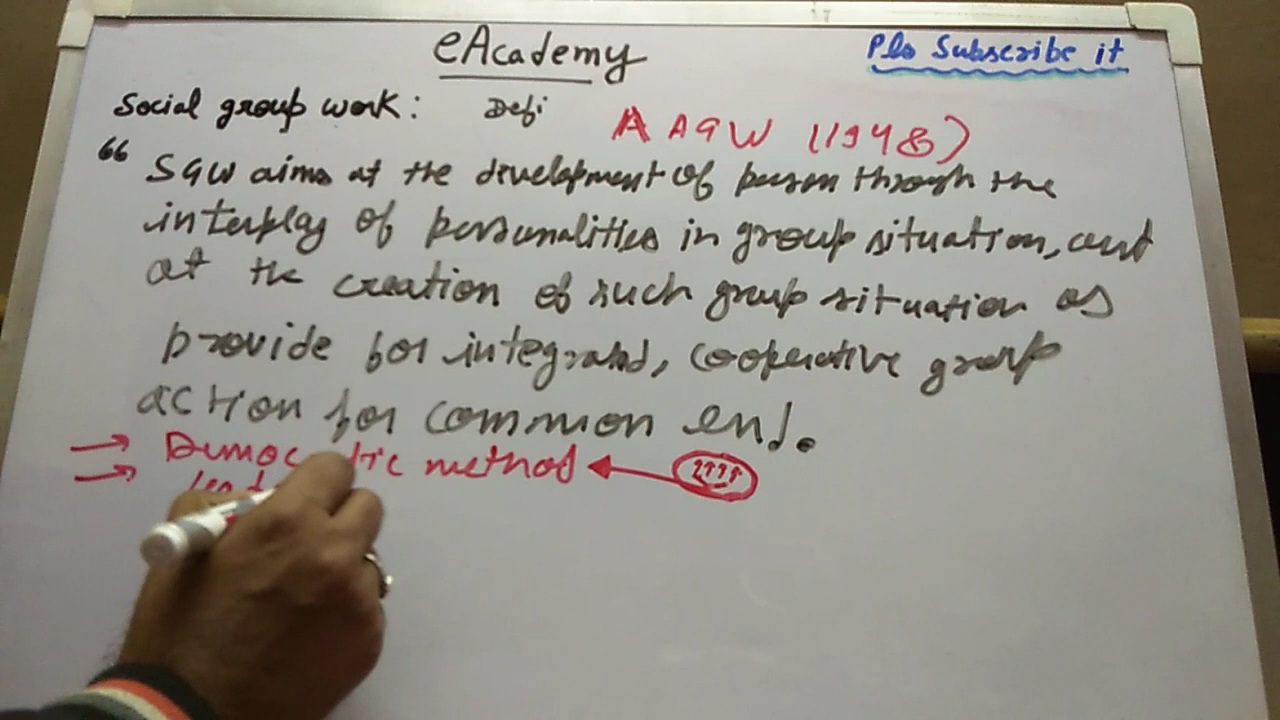 eAcademy
Pls Subscribe it
Social group work : Defi
AAGW (1948)
“ SGW aims at the development of person through the
interplay of personalities in group situation, and
at the creation of such group situation as
provide for integrated, cooperative group
action for common end.
→ method
→